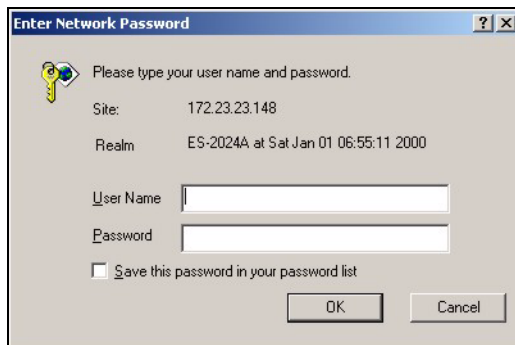 Enter Network Password
Please type your user name and password.
Site: 172.23.23.148
Realm ES-2024A at Sat Jan 01 06:55:11 2000
User Name
Password
Save this password in your password list
OK Cancel